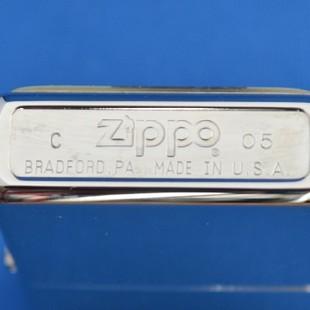 C Zippo ® 05
BRADFORD, PA. MADE IN U.S.A.